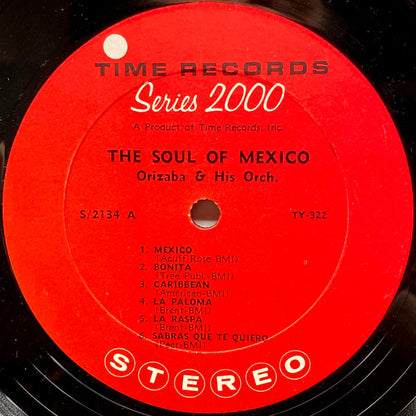 TIME RECORDS
Series 2000
A Product of Time Records, Inc.
THE SOUL OF MEXICO
Orizaba & His Orch.
S/2134 A
TY-322
1. MEXICO
(Acuff-Rose-BMI)
2. BONITA
(Tree Publ.-BMI)
3. CARIBBEAN
(American-BMI)
4. LA PALOMA
(Brent-BMI)
5. LA RASPA
(Brent-BMI)
6. SABRAS QUE TE QUIERO
(Peer-BMI)
STEREO